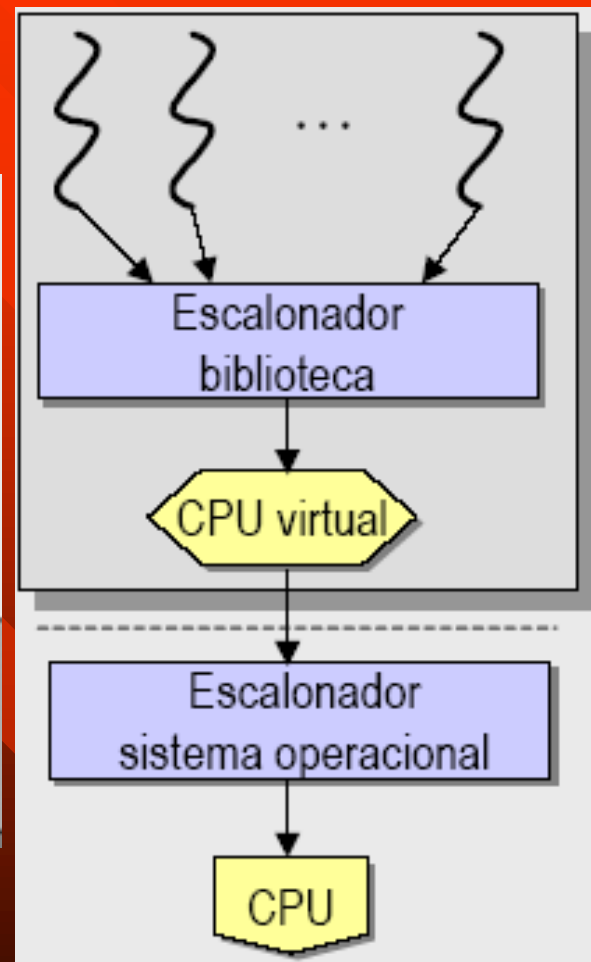 ...
Escalonador
biblioteca
CPU virtual
Escalonador
sistema operacional
CPU